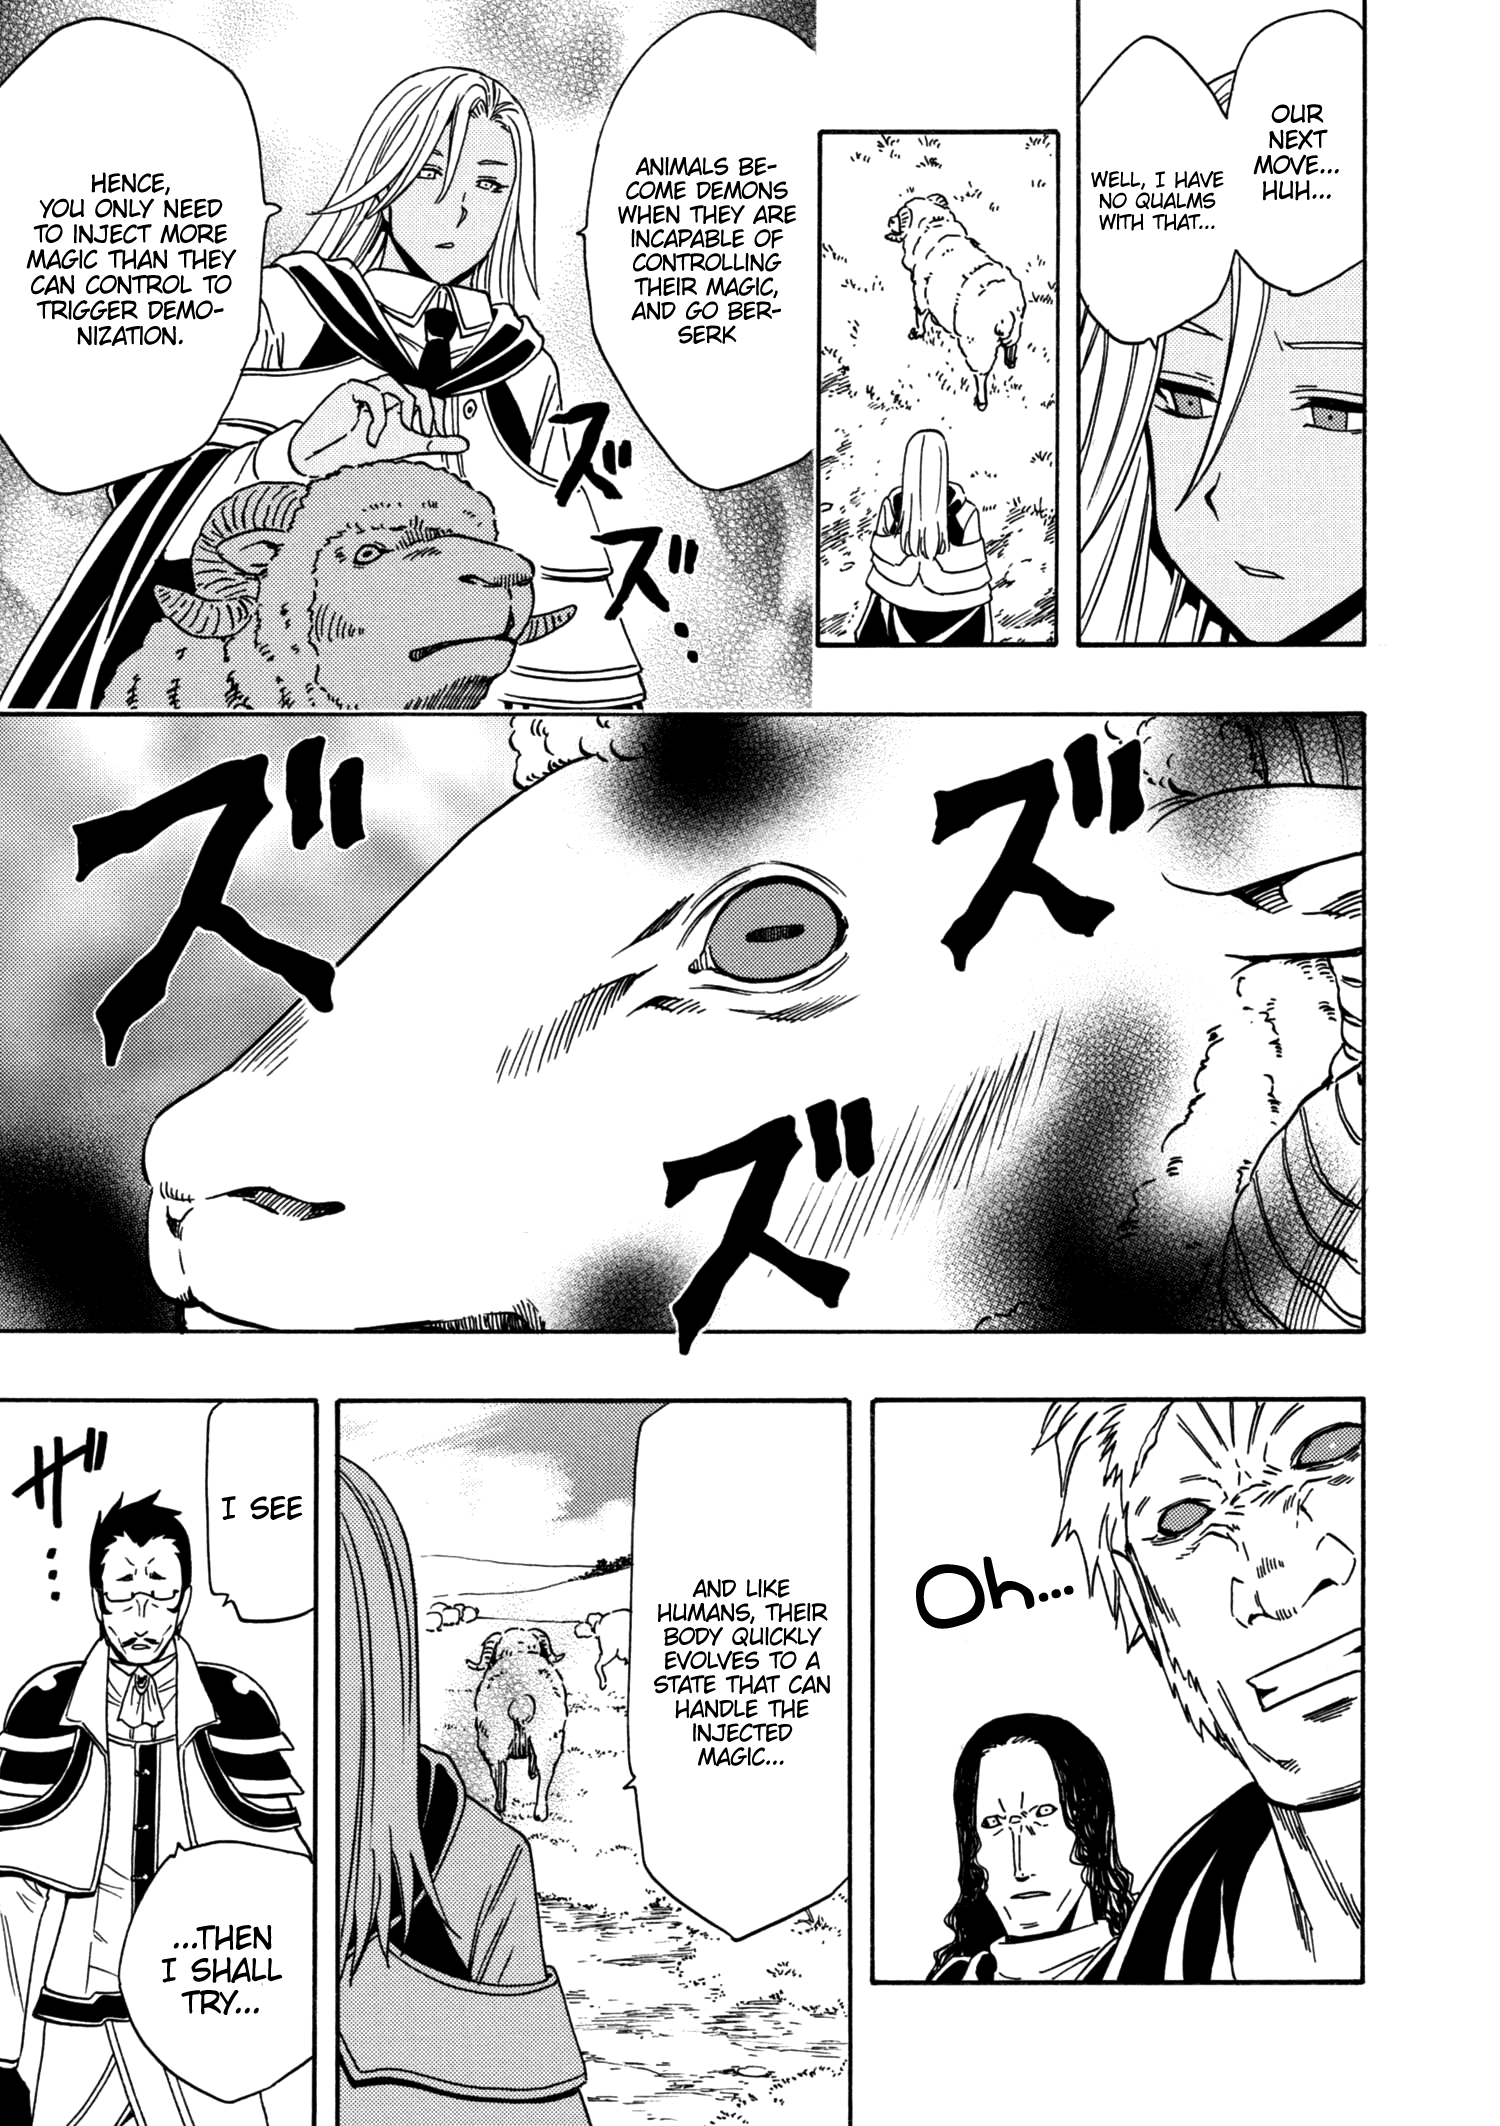 OUR
NEXT
MOVE...
HUH...
WELL, I HAVE
NO QUALMS
WITH THAT...
ANIMALS BE-
COME DEMONS
WHEN THEY ARE
INCAPABLE OF
CONTROLLING
THEIR MAGIC,
AND GO BER-
SERK
HENCE,
YOU ONLY NEED
TO INJECT MORE
MAGIC THAN THEY
CAN CONTROL TO
TRIGGER DEMO-
NIZATION.
ズズ...
ズ
ズ
ズ
Oh...
AND LIKE
HUMANS, THEIR
BODY QUICKLY
EVOLVES TO A
STATE THAT CAN
HANDLE THE
INJECTED
MAGIC...
I SEE
ザッ...
...THEN
I SHALL
TRY...